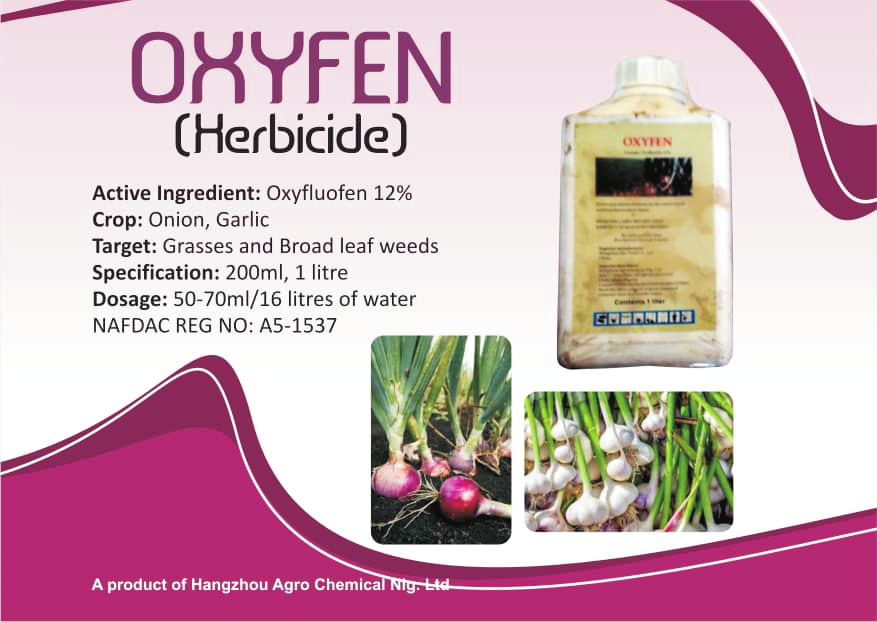 OXYFEN
(Herbicide)
Active Ingredient: Oxyfluofen 12%
Crop: Onion, Garlic
Target: Grasses and Broad leaf weeds
Specification: 200ml, 1 litre
Dosage: 50-70ml/16 litres of water
NAFDAC REG NO: A5-1537
OXYFEN
Contents 1 liter
A product of Hangzhou Agro Chemical Nig. Ltd